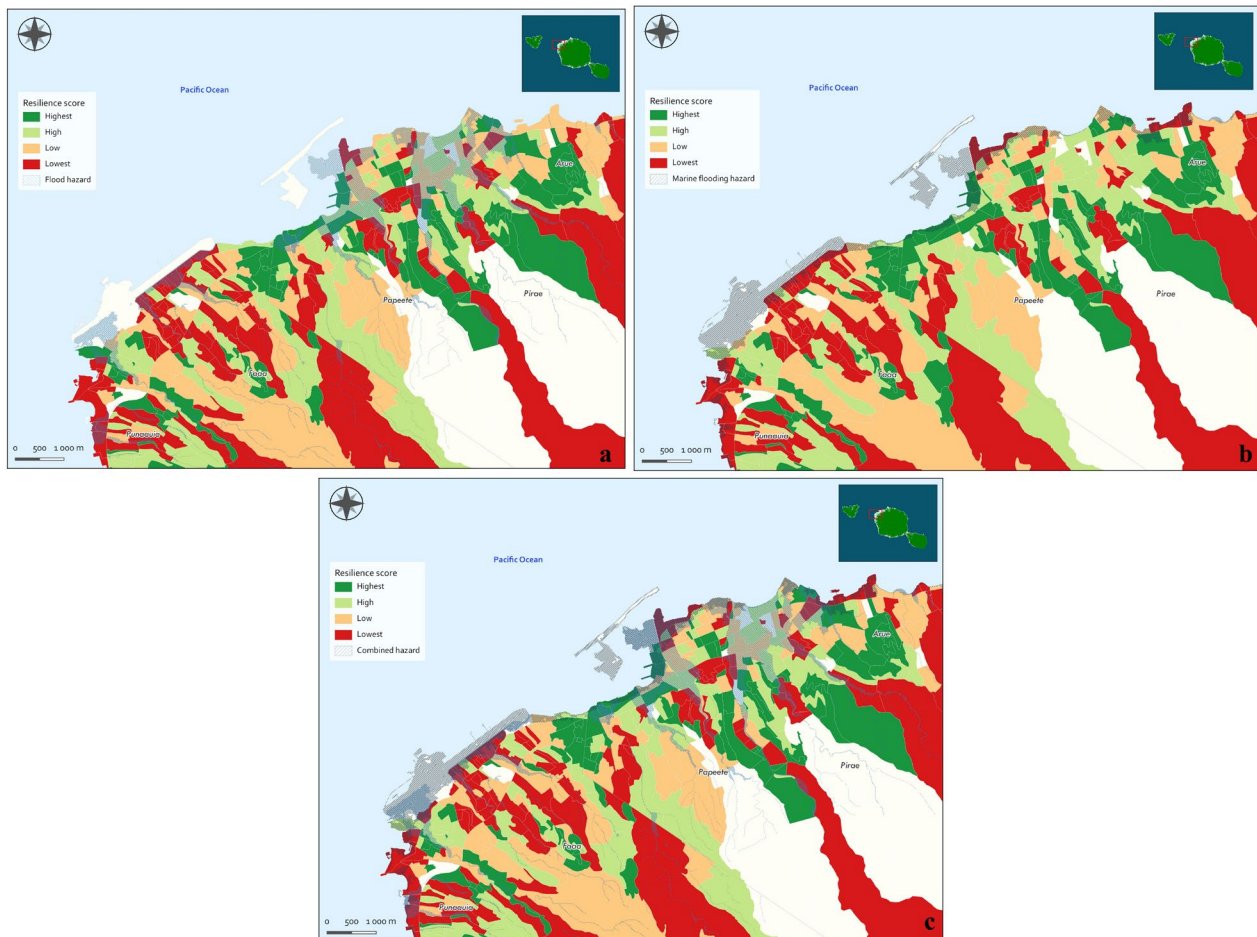 Pacific Ocean
Resilience score
Highest
High
Low
Lowest
Flood hazard
Arue
Pirae
Papeete
Faaa
Punaauia
0 500 1 000 m
a
Pacific Ocean
Resilience score
Highest
High
Low
Lowest
Marine flooding hazard
Arue
Pirae
Papeete
Faaa
Punaauia
0 500 1 000 m
b
Pacific Ocean
Resilience score
Highest
High
Low
Lowest
Combined hazard
Arue
Pirae
Papeete
Faaa
Punaauia
0 500 1 000 m
c